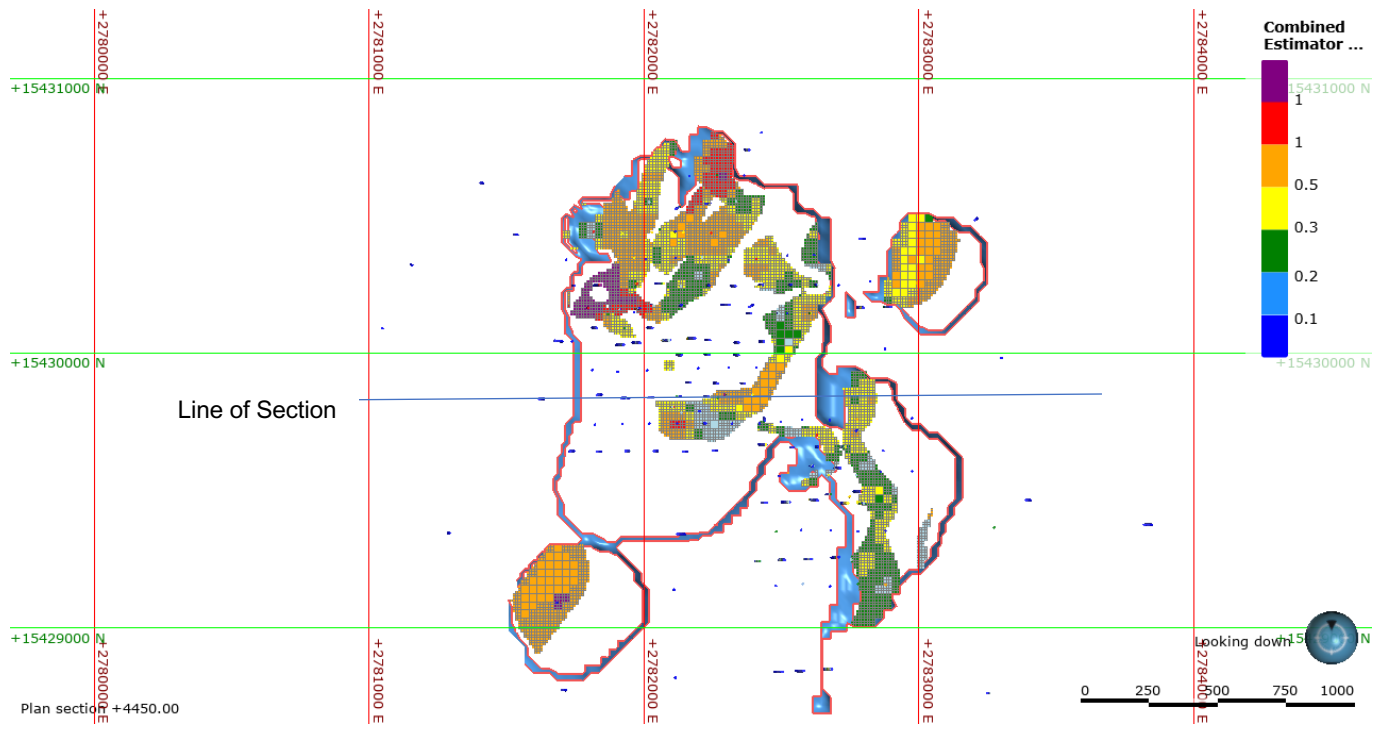 +2780000 E
+2781000 E
+2782000 E
+2783000 E
+2784000 E
Combined
Estimator ...
+15431000 N
15431000 N
1
1
0.5
0.3
0.2
0.1
+15430000 N
+15430000 N
Line of Section
+15429000 N
Looking down
+2780000 E
+2781000 E
+2782000 E
+2783000 E
+2784000 E
0
250
500
750
1000
Plan section +4450.00